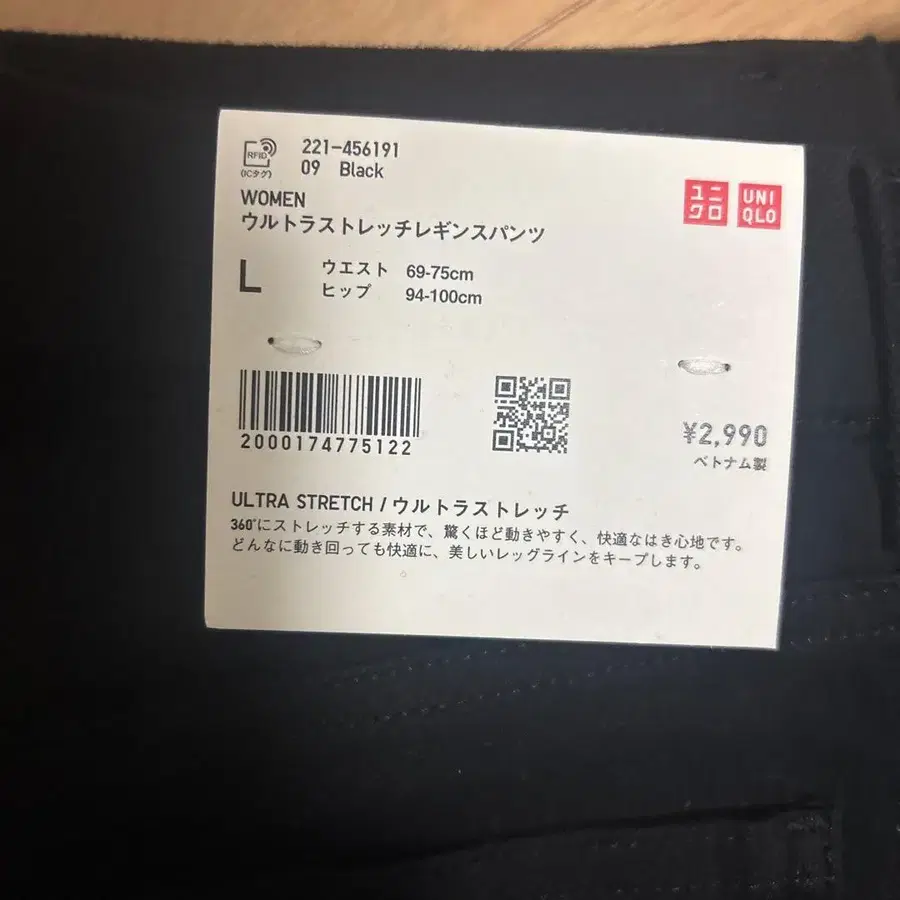 RFID
(ICタグ)
221-456191
09 Black
WOMEN
ウルトラストレッチレギンスパンツ
ユニ
クロ
UNI
QLO
L
ウエスト 69-75cm
ヒップ 94-100cm
2000174775122
¥2,990
ベトナム製
ULTRA STRETCH / ウルトラストレッチ
360°にストレッチする素材で、驚くほど動きやすく、快適なはき心地です。
どんなに動き回っても快適に、美しいレッグラインをキープします。